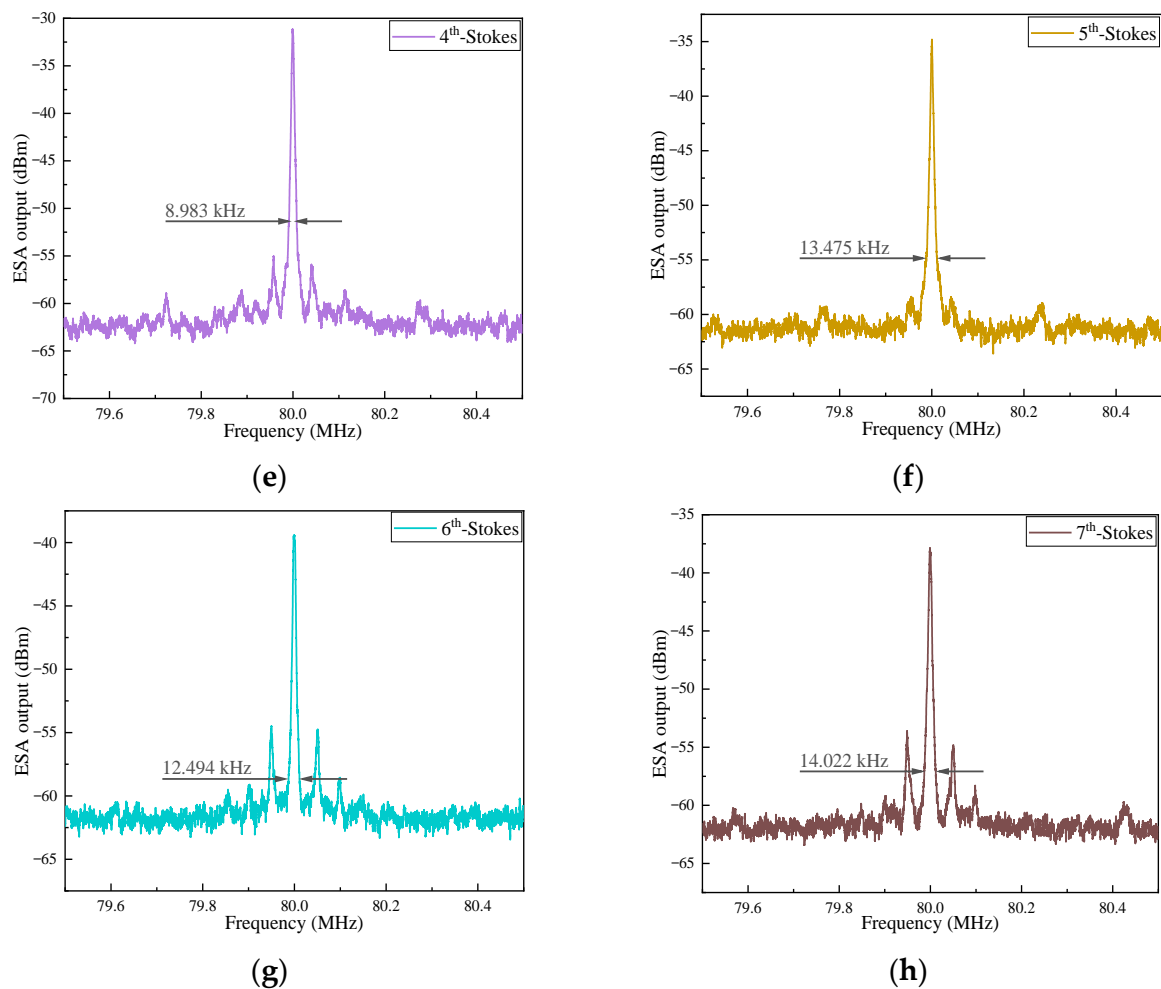 4th-Stokes
ESA output (dBm)
−30
−35
−40
−45
−50
−55
−60
−65
−70
8.983 kHz
79.6
79.8
80.0
80.2
80.4
Frequency (MHz)
(e)
5th-Stokes
ESA output (dBm)
−35
−40
−45
−50
−55
−60
−65
13.475 kHz
79.6
79.8
80.0
80.2
80.4
Frequency (MHz)
(f)
6th-Stokes
ESA output (dBm)
−40
−45
−50
−55
−60
−65
12.494 kHz
79.6
79.8
80.0
80.2
80.4
Frequency (MHz)
(g)
7th-Stokes
ESA output (dBm)
−35
−40
−45
−50
−55
−60
−65
14.022 kHz
79.6
79.8
80.0
80.2
80.4
Frequency (MHz)
(h)